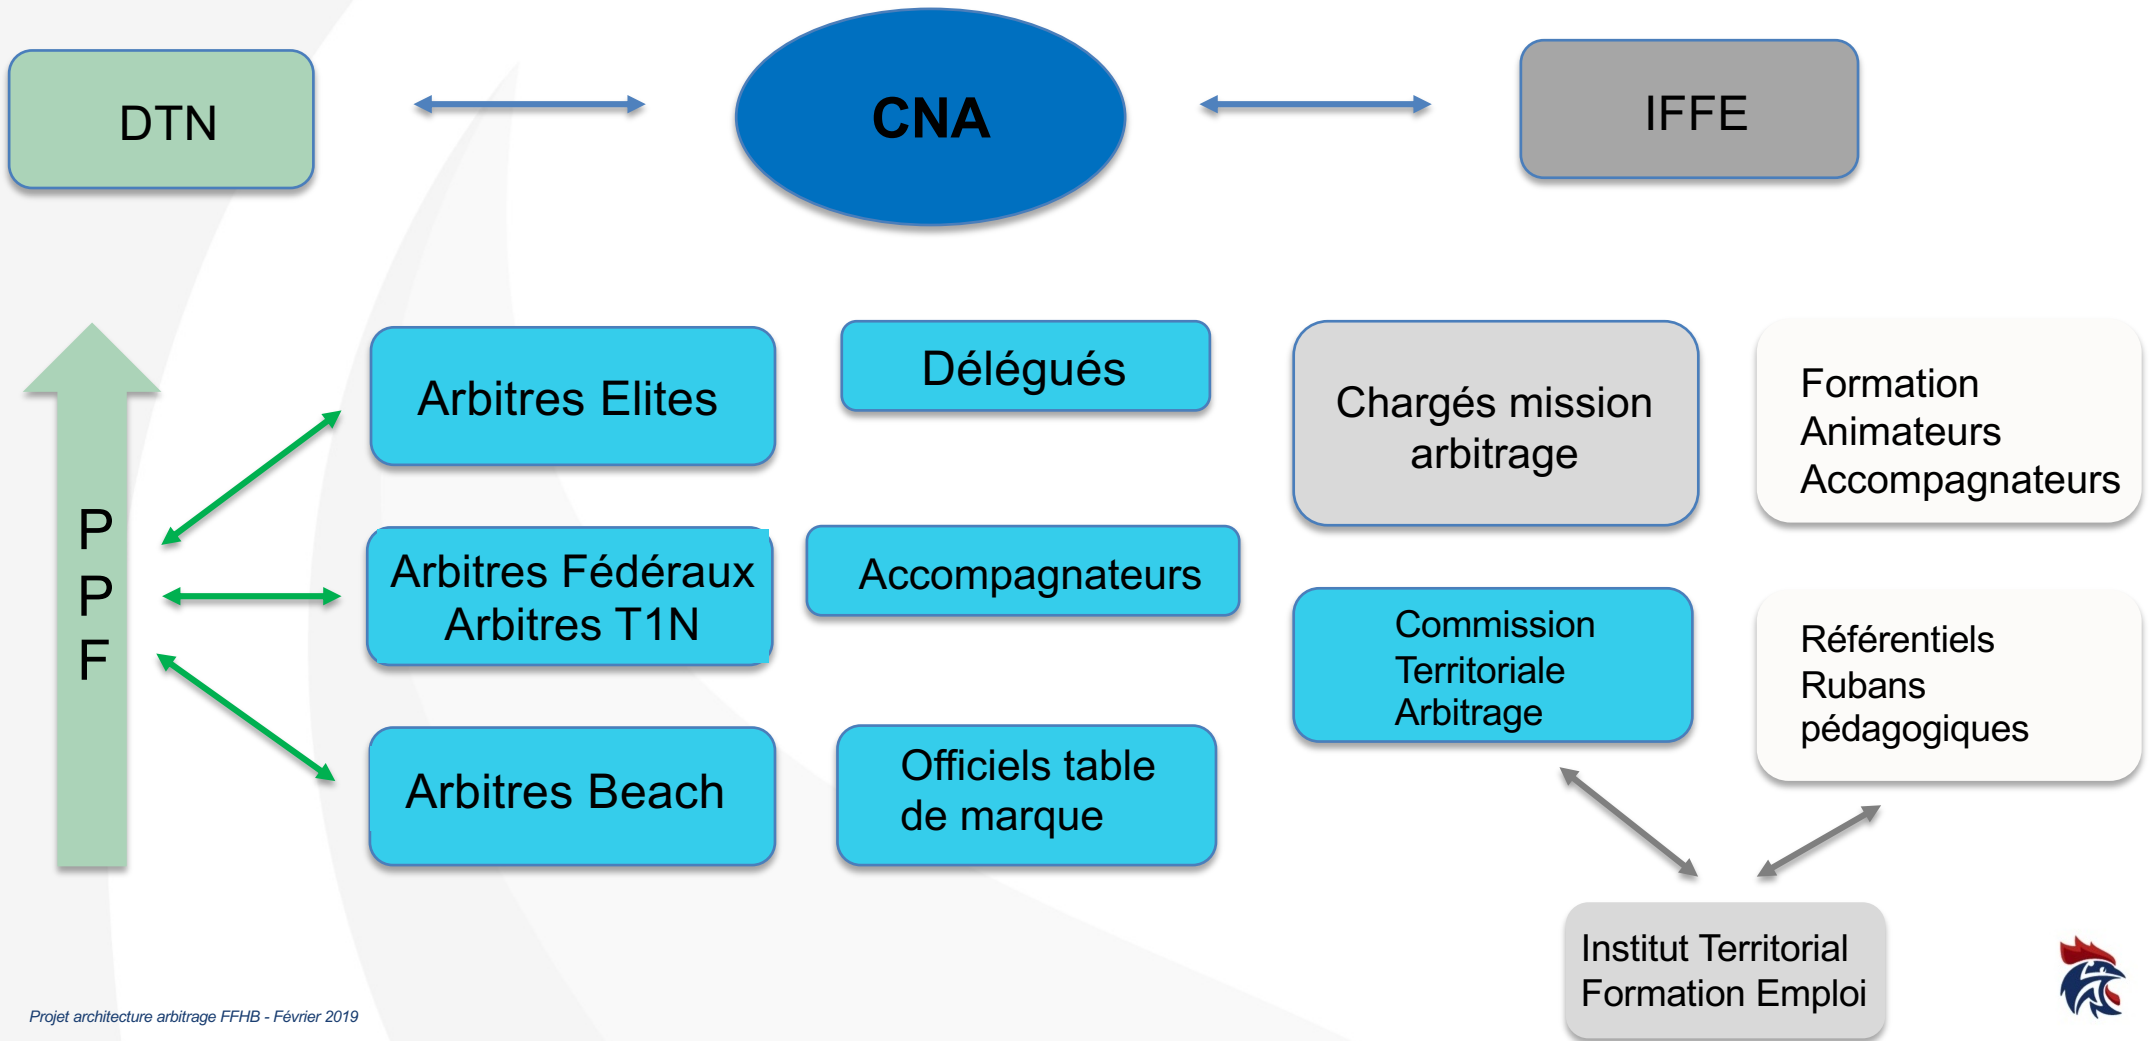 DTN
CNA
IFFE
P
P
F
Arbitres Elites
Délégués
Chargés mission
arbitrage
Formation
Animateurs
Accompagnateurs
Arbitres Fédéraux
Arbitres T1N
Accompagnateurs
Commission
Territoriale
Arbitrage
Référentiels
Rubans
pédagogiques
Arbitres Beach
Officiels table
de marque
Institut Territorial
Formation Emploi
Projet architecture arbitrage FFHB - Février 2019